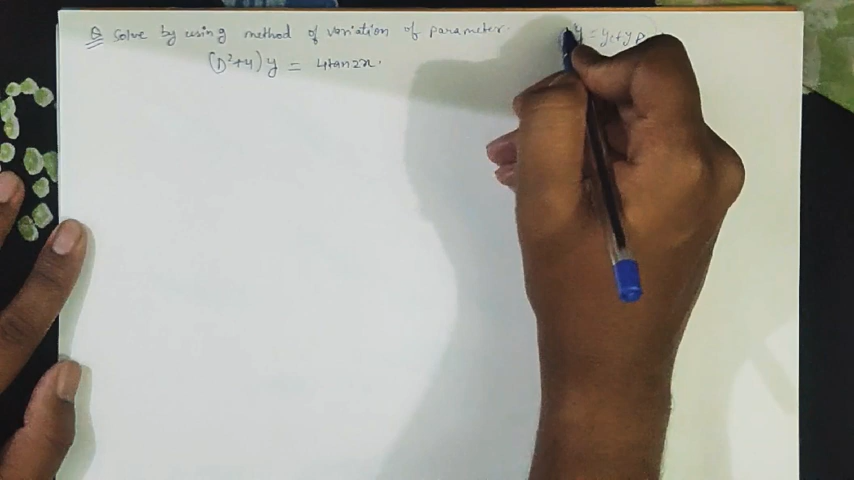 Q Solve by using method of variation of parameter.
y = yc+yp
(D²+4)y = 4tan2x.